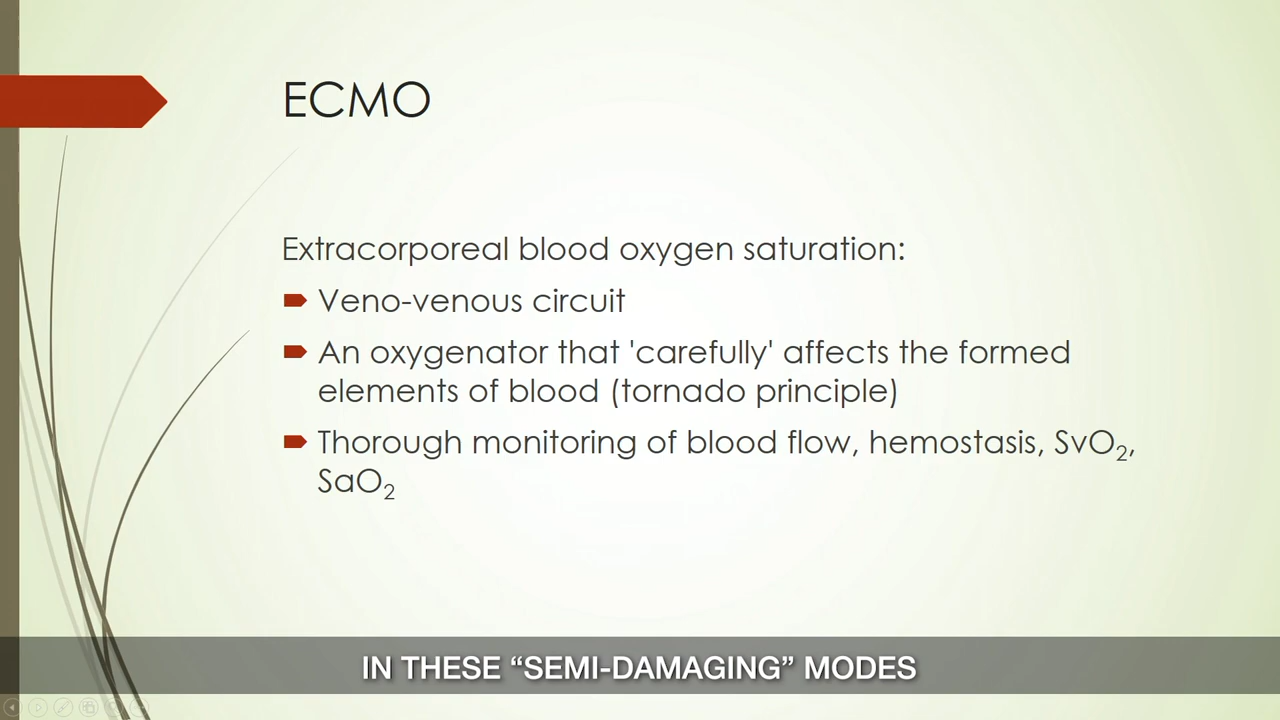 ECMO
Extracorporeal blood oxygen saturation:
Veno-venous circuit
An oxygenator that 'carefully' affects the formed
elements of blood (tornado principle)
Thorough monitoring of blood flow, hemostasis, SvO₂,
SaO₂
IN THESE “SEMI-DAMAGING” MODES